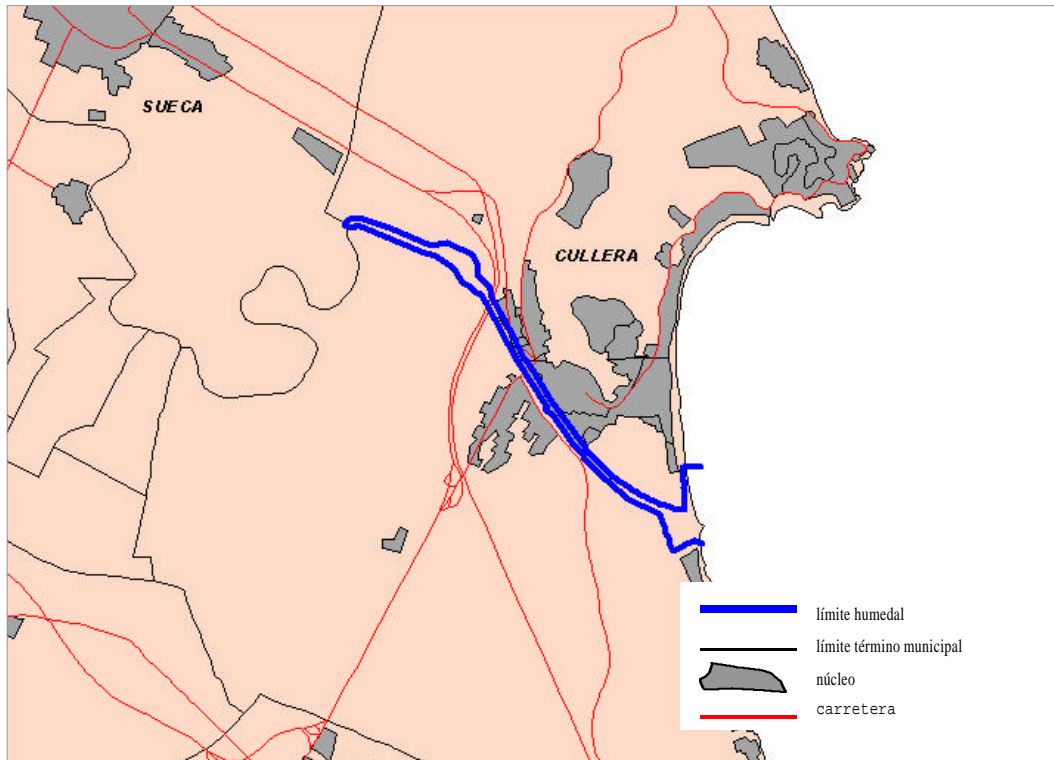 SUECA
CULLERA
límite humedal
límite término municipal
núcleo
carretera